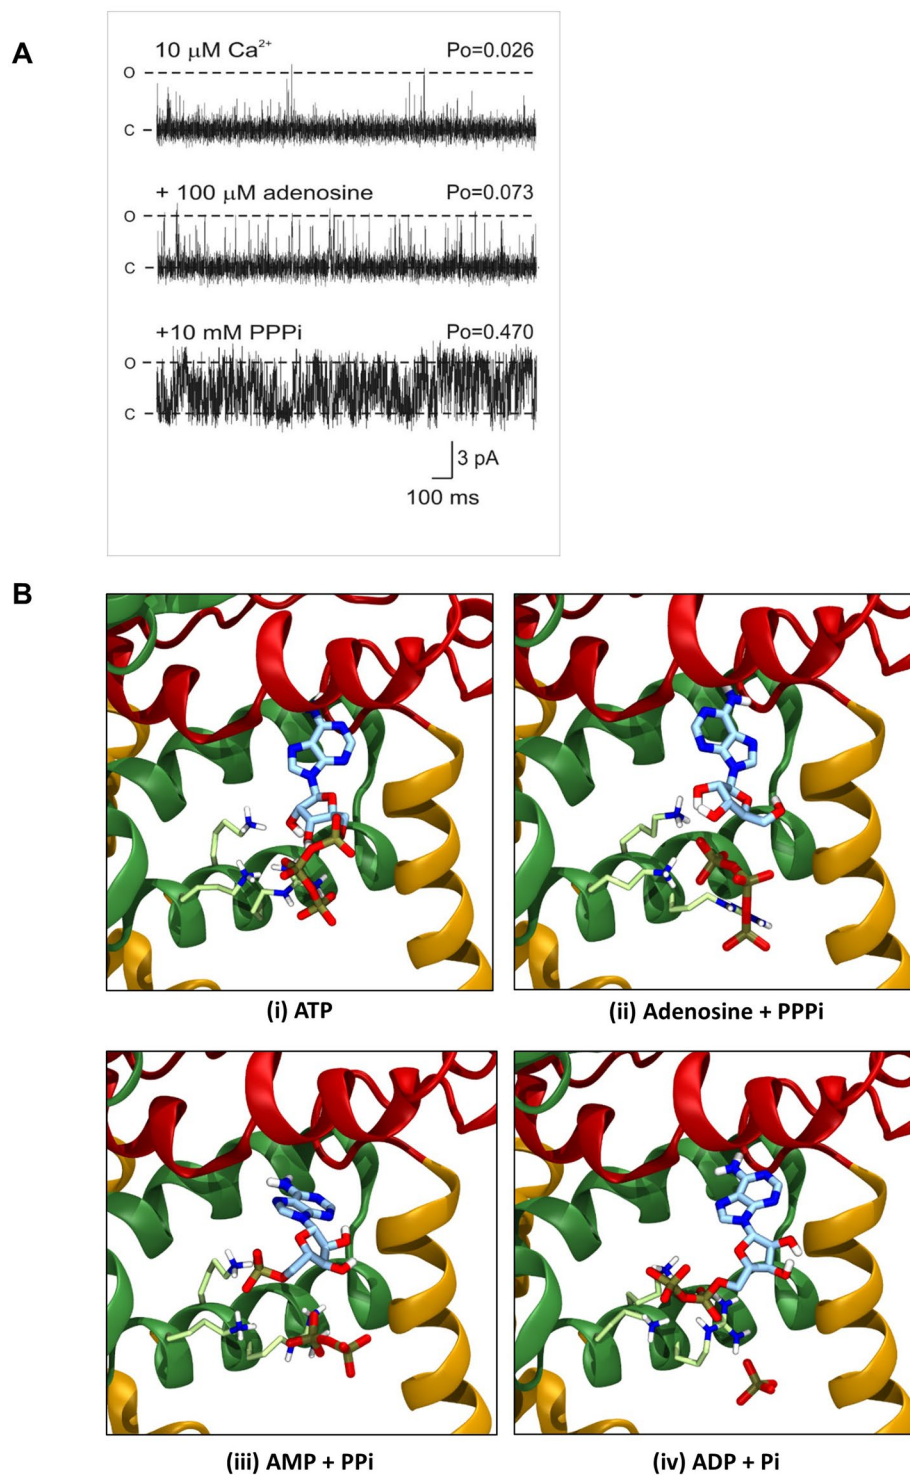 A
10 μM Ca²⁺ Po=0.026
O
C
+ 100 μM adenosine Po=0.073
O
C
+10 mM PPPi Po=0.470
O
C
3 pA
100 ms
B
(i) ATP
(ii) Adenosine + PPPi
(iii) AMP + PPi
(iv) ADP + Pi